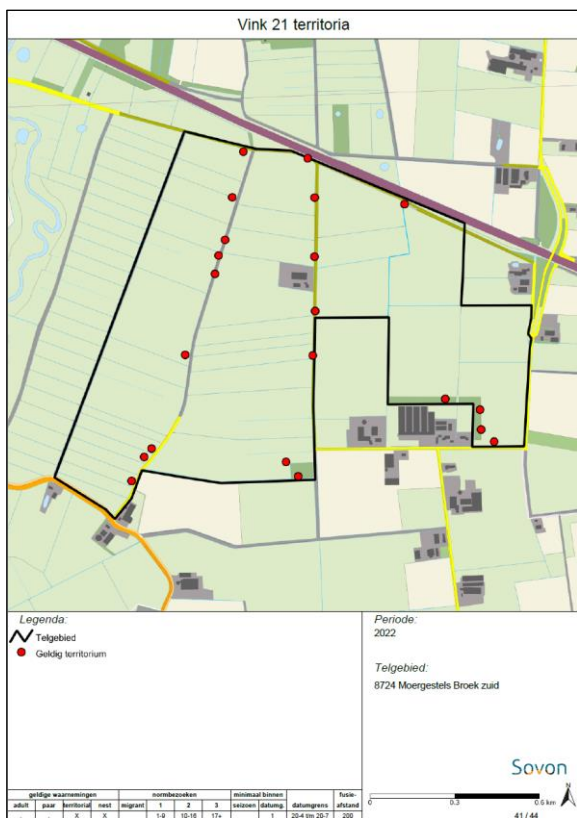 Vink 21 territoria
Legenda:
Telgebied
Geldig territorium
Periode:
2022
Telgebied:
8724 Moergestels Broek zuid
Sovon
0 0.3 0.6 km
41 / 44
geldige waarnemingen normbezoeken minimaal binnen fusie-
adult paar territorial nest migrant 1 2 3 seizoen datumg. datumgrens afstand
. . X X 1-9 10-16 17+ 1 20-4 t/m 20-7 200